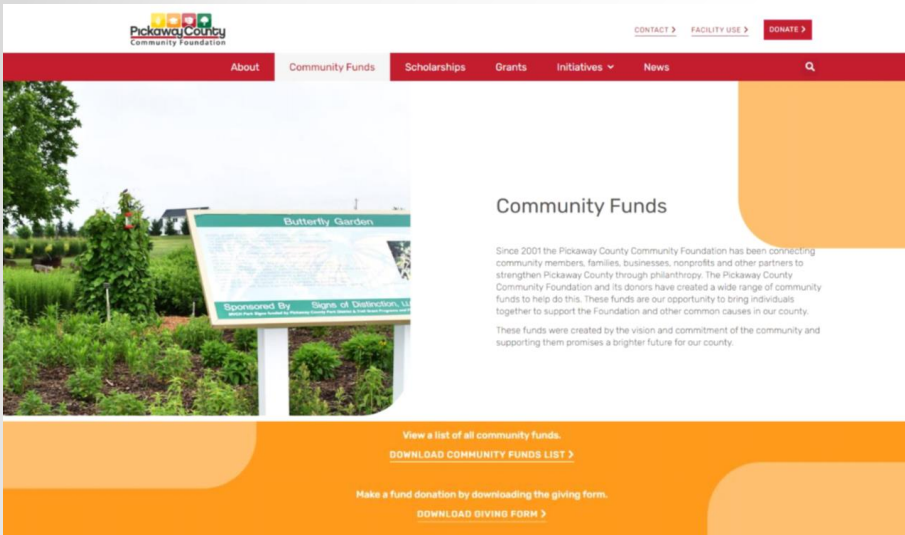 Pickaway County
Community Foundation
CONTACT
FACILITY USE
DONATE
About
Community Funds
Scholarships
Grants
Initiatives
News
Butterfly Garden
Sponsored By Signs of Distinction,
Community Funds
Since 2001 the Pickaway County Community Foundation has been connecting
community members, families, businesses, nonprofits and other partners to
strengthen Pickaway County through philanthropy. The Pickaway County
Community Foundation and its donors have created a wide range of community
funds to help do this. These funds are our opportunity to bring individuals
together to support the Foundation and other common causes in our county.
These funds were created by the vision and commitment of the community and
supporting them promises a brighter future for our county.
View a list of all community funds.
DOWNLOAD COMMUNITY FUNDS LIST
Make a fund donation by downloading the giving form.
DOWNLOAD GIVING FORM